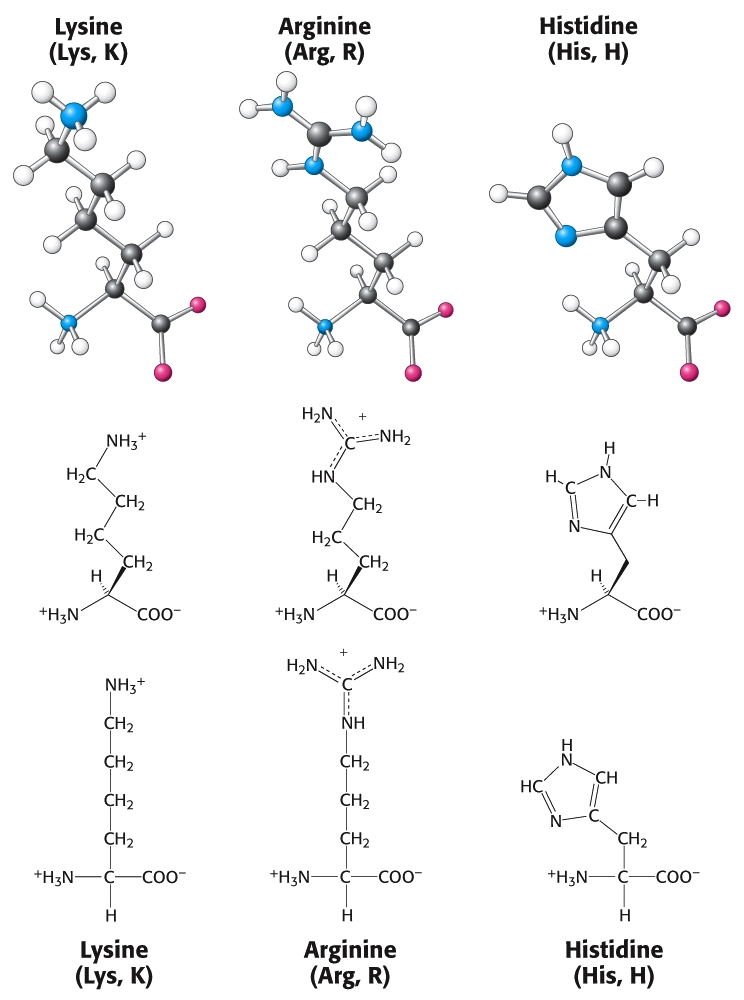 Lysine
(Lys, K)
Arginine
(Arg, R)
Histidine
(His, H)
NH₃⁺
H₂C
CH₂
H₂C
CH₂
H
⁺H₃N
COO⁻
H₂N
+
C
NH₂
HN
CH₂
H₂C
CH₂
H
⁺H₃N
COO⁻
H
N
H
C
C–H
N
H
⁺H₃N
COO⁻
NH₃⁺
CH₂
CH₂
CH₂
CH₂
⁺H₃N
C
COO⁻
H
+
H₂N
NH₂
C
NH
CH₂
CH₂
CH₂
⁺H₃N
C
COO⁻
H
H
N
HC
CH
N
C
CH₂
⁺H₃N
C
COO⁻
H
Lysine
(Lys, K)
Arginine
(Arg, R)
Histidine
(His, H)